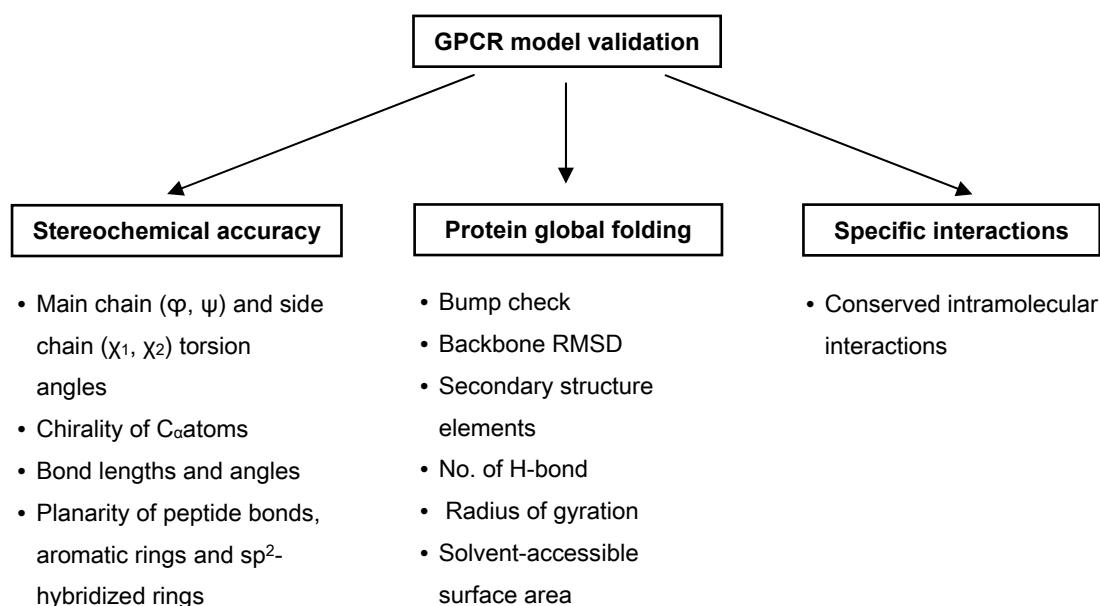 GPCR model validation
Stereochemical accuracy
• Main chain (φ, ψ) and side
chain (χ₁, χ₂) torsion
angles
• Chirality of Cαatoms
• Bond lengths and angles
• Planarity of peptide bonds,
aromatic rings and sp²-
hybridized rings
Protein global folding
• Bump check
• Backbone RMSD
• Secondary structure
elements
• No. of H-bond
• Radius of gyration
• Solvent-accessible
surface area
Specific interactions
• Conserved intramolecular
interactions